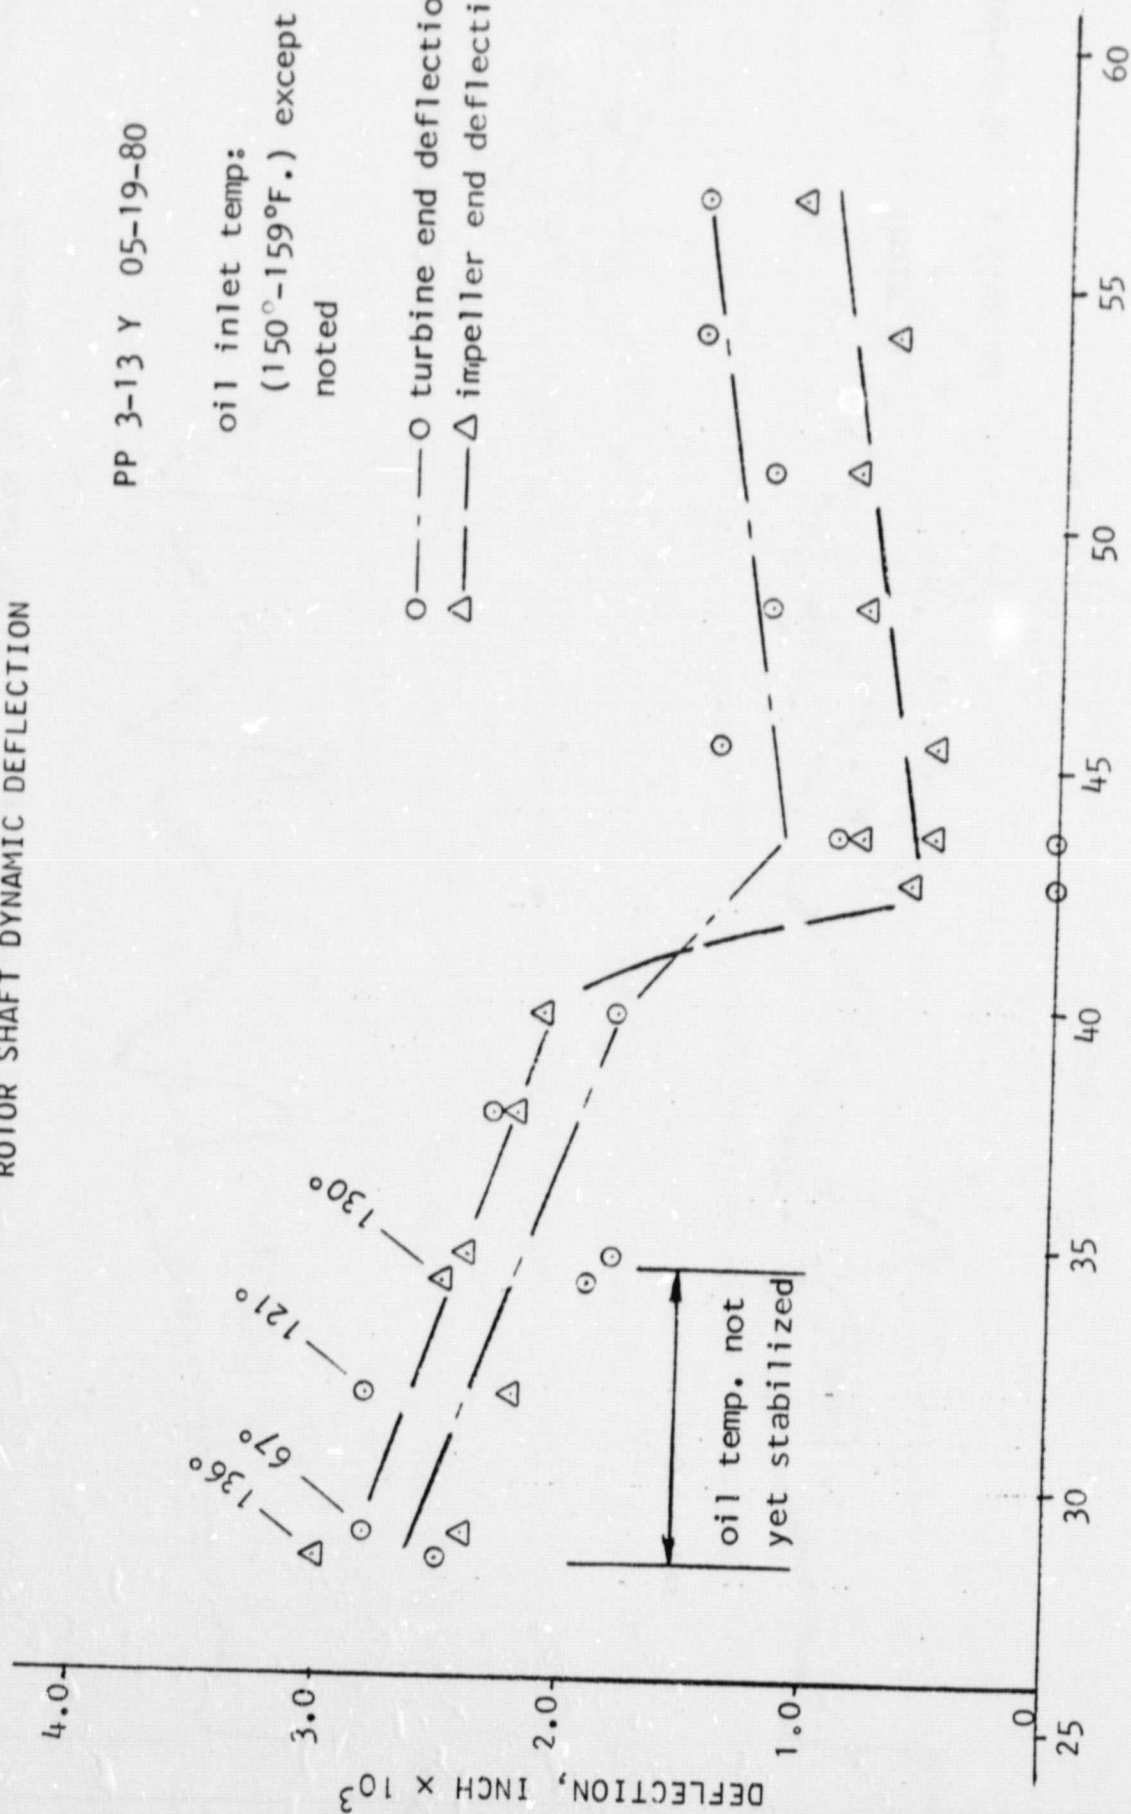 ROTOR SHAFT DYNAMIC DEFLECTION
PP 3-13 Y 05-19-80
oil inlet temp:
(150°-159°F.) except
noted
turbine end deflectio
impeller end deflecti
136°
67°
121°
130°
oil temp. not
yet stabilized
DEFLECTION, INCH × 10³
4.0
3.0
2.0
1.0
0
25
30
35
40
45
50
55
60